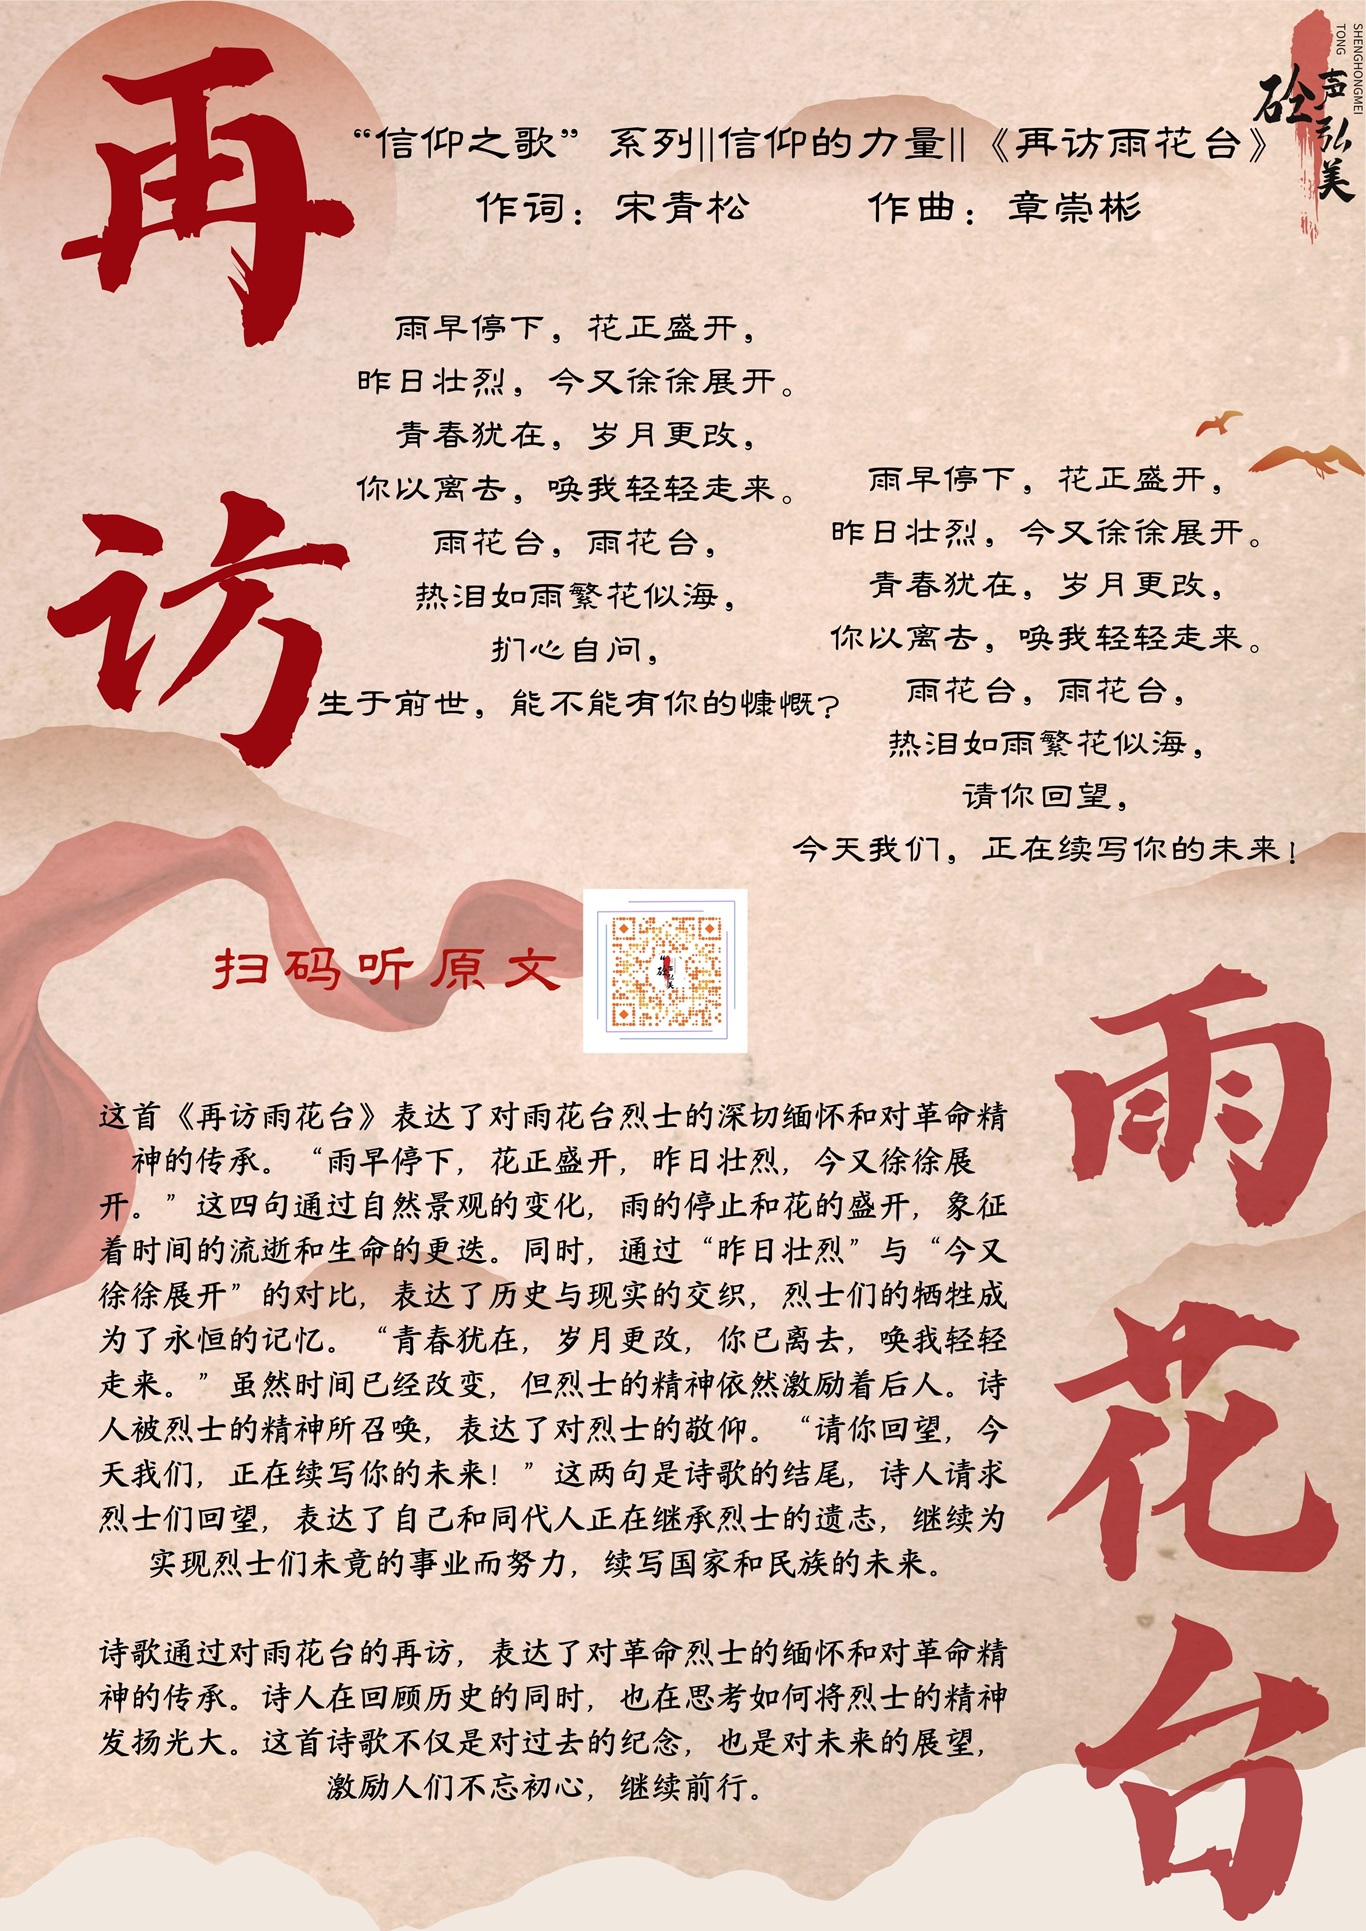 再访
“信仰之歌”系列||信仰的力量||《再访雨花台》
作词：宋青松 作曲：章崇彬
砼声弘美
TONG
SHENGHONGMEI
雨早停下，花正盛开，
昨日壮烈，今又徐徐展开。
青春犹在，岁月更改，
你以离去，唤我轻轻走来。
雨花台，雨花台，
热泪如雨繁花似海，
扪心自问，
生于前世，能不能有你的慷慨？
雨早停下，花正盛开，
昨日壮烈，今又徐徐展开。
青春犹在，岁月更改，
你以离去，唤我轻轻走来。
雨花台，雨花台，
热泪如雨繁花似海，
请你回望，
今天我们，正在续写你的未来！
扫码听原文
砼声弘美
雨花台
这首《再访雨花台》表达了对雨花台烈士的深切缅怀和对革命精
神的传承。“雨早停下，花正盛开，昨日壮烈，今又徐徐展
开。”这四句通过自然景观的变化，雨的停止和花的盛开，象征
着时间的流逝和生命的更迭。同时，通过“昨日壮烈”与“今又
徐徐展开”的对比，表达了历史与现实的交织，烈士们的牺牲成
为了永恒的记忆。“青春犹在，岁月更改，你已离去，唤我轻轻
走来。”虽然时间已经改变，但烈士的精神依然激励着后人。诗
人被烈士的精神所召唤，表达了对烈士的敬仰。“请你回望，今
天我们，正在续写你的未来！”这两句是诗歌的结尾，诗人请求
烈士们回望，表达了自己和同代人正在继承烈士的遗志，继续为
实现烈士们未竟的事业而努力，续写国家和民族的未来。
诗歌通过对雨花台的再访，表达了对革命烈士的缅怀和对革命精
神的传承。诗人在回顾历史的同时，也在思考如何将烈士的精神
发扬光大。这首诗歌不仅是对过去的纪念，也是对未来的展望，
激励人们不忘初心，继续前行。